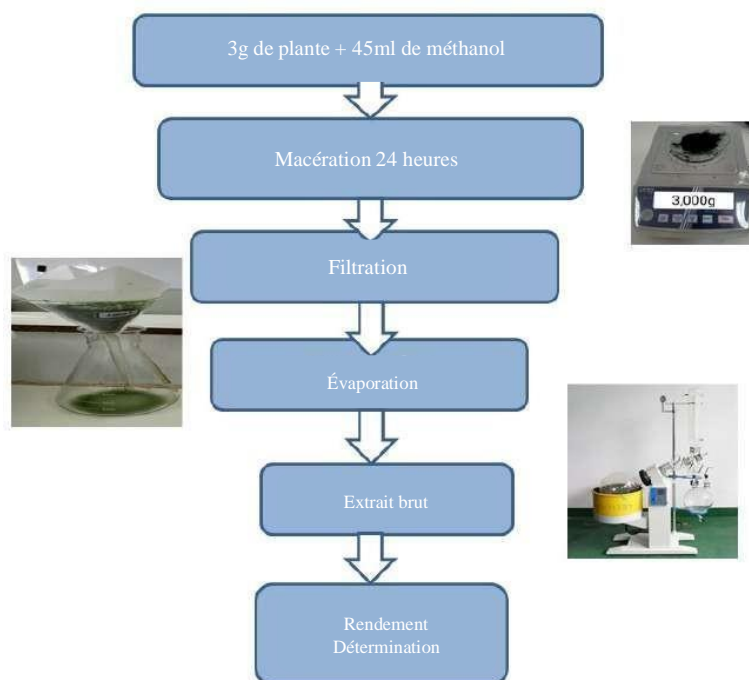 3g de plante + 45ml de méthanol
Macération 24 heures
3,000g
Filtration
Évaporation
Extrait brut
Rendement
Détermination